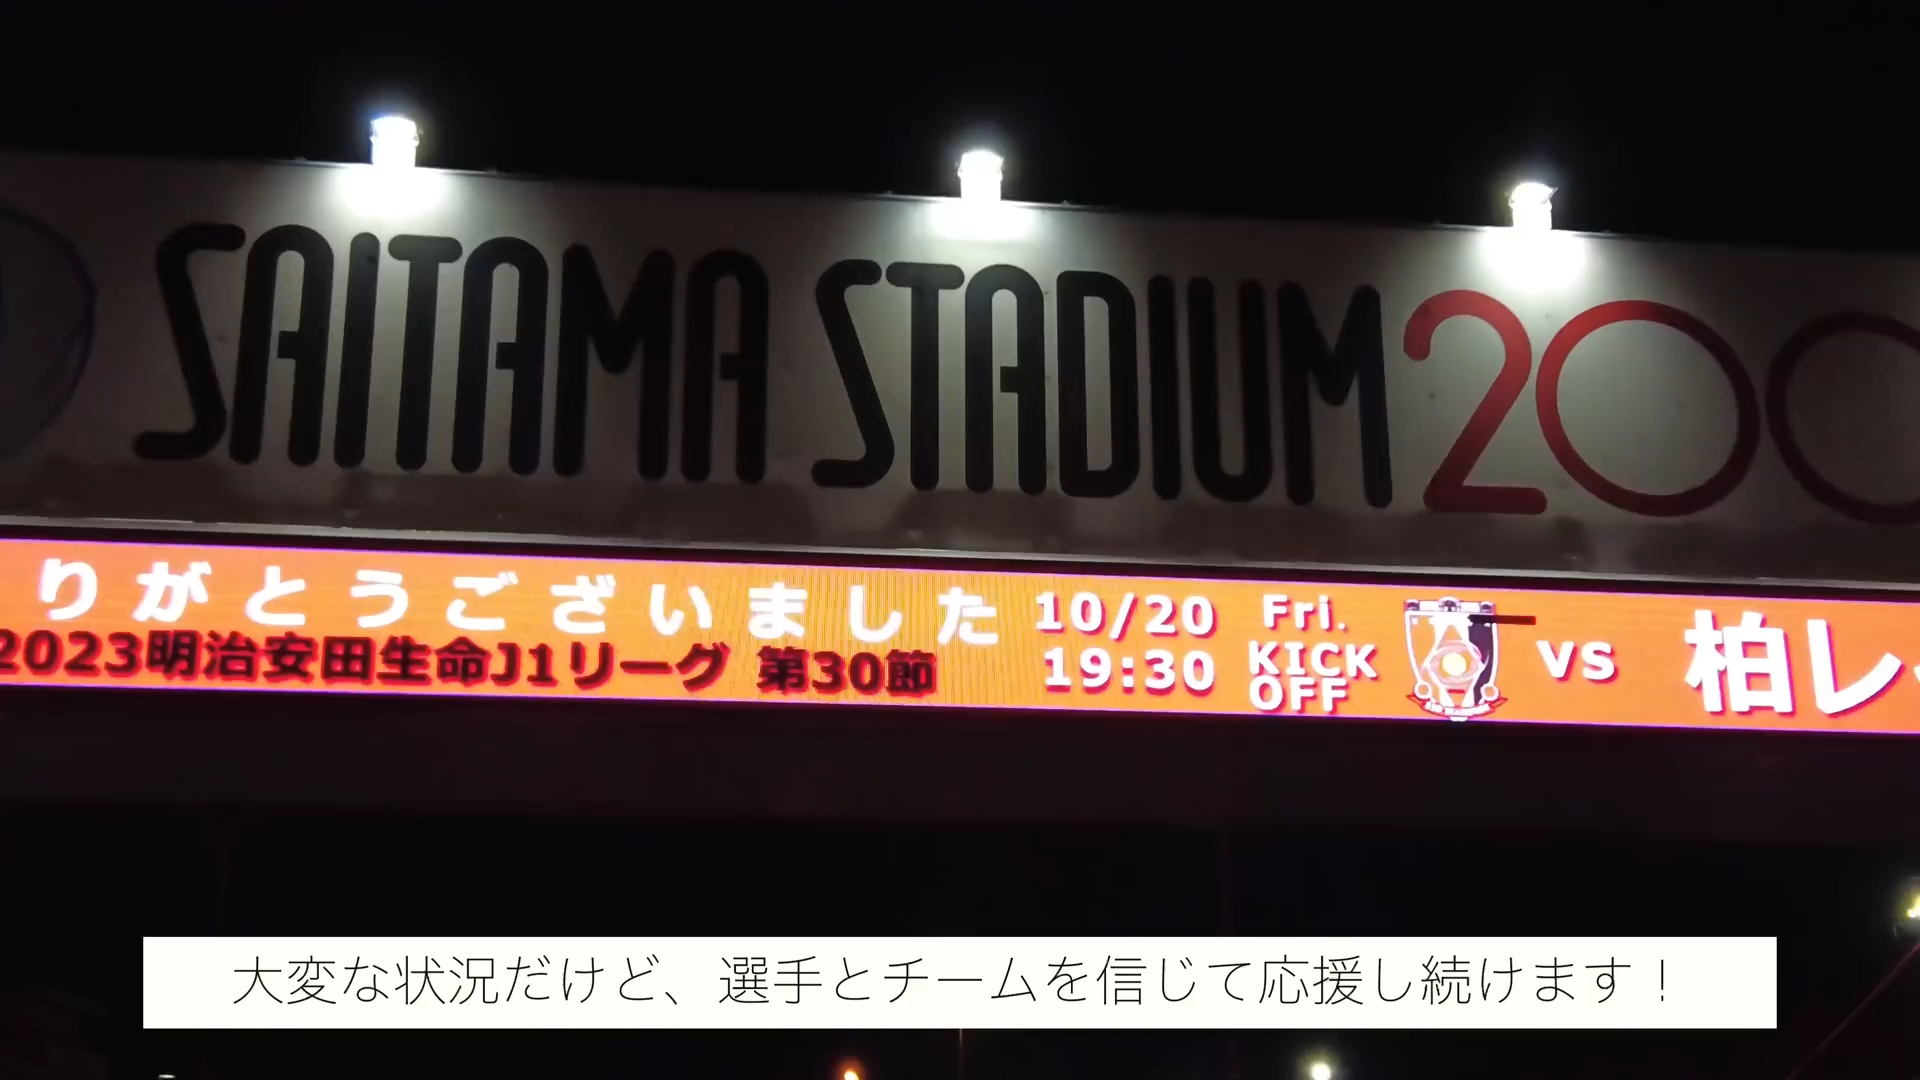 SAITAMA STADIUM 200
りがとうございました
2023明治安田生命J1リーグ 第30節
10/20 Fri.
19:30 KICK OFF
VS
柏レ
大変な状況だけど、選手とチームを信じて応援し続けます！